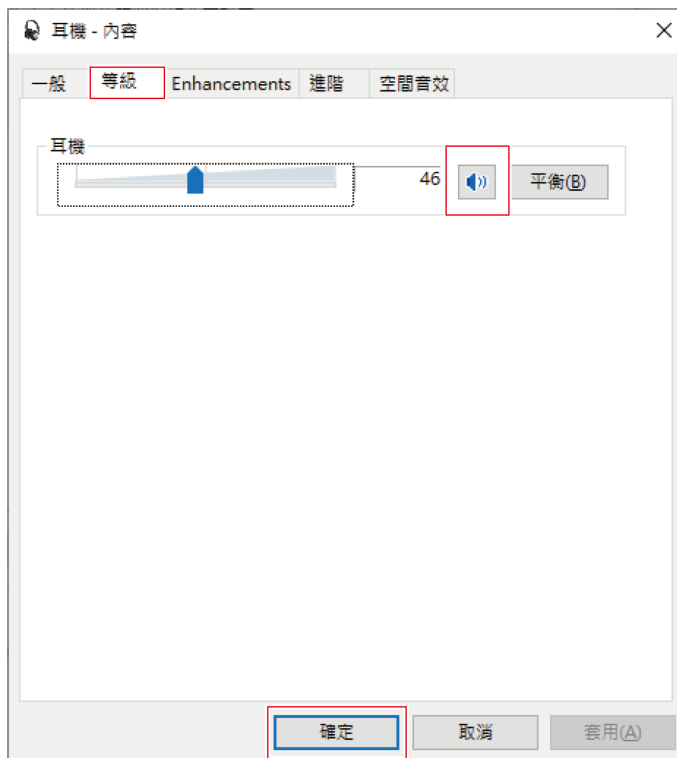 耳機 - 內容
一般 等級 Enhancements 進階 空間音效
耳機
46 平衡(B)
確定 取消 套用(A)